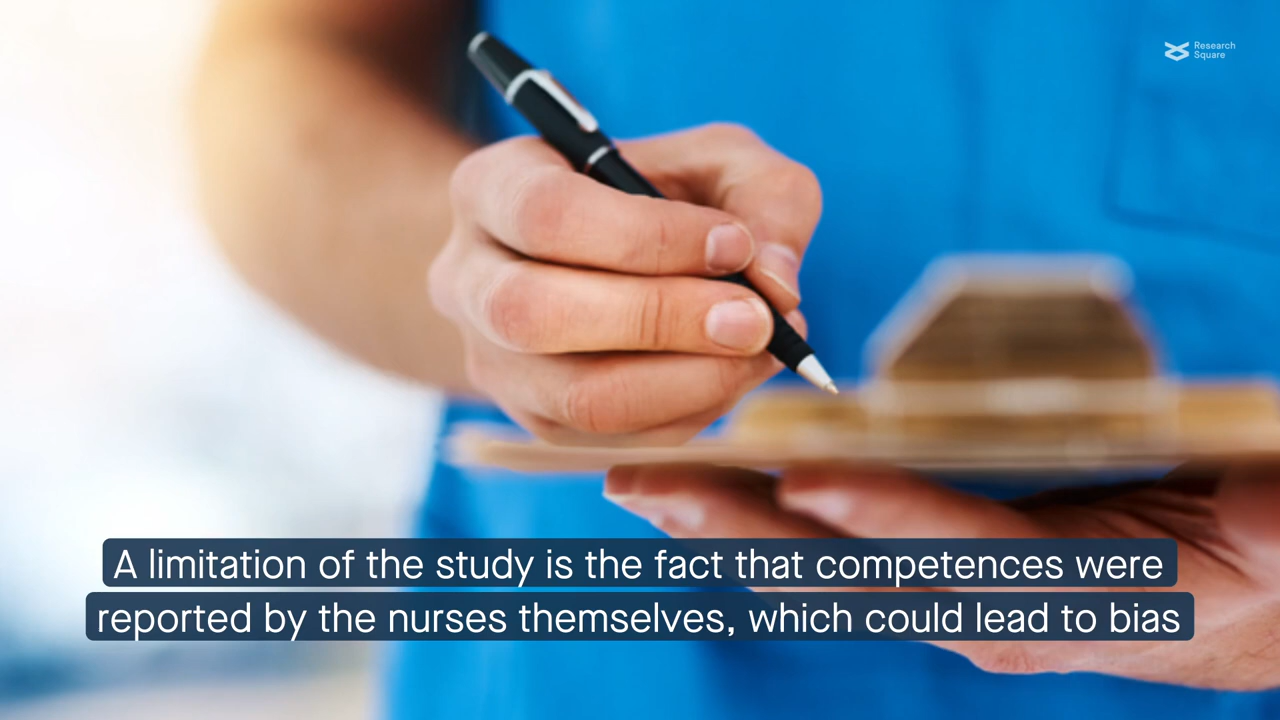 Research
Square
A limitation of the study is the fact that competences were
reported by the nurses themselves, which could lead to bias